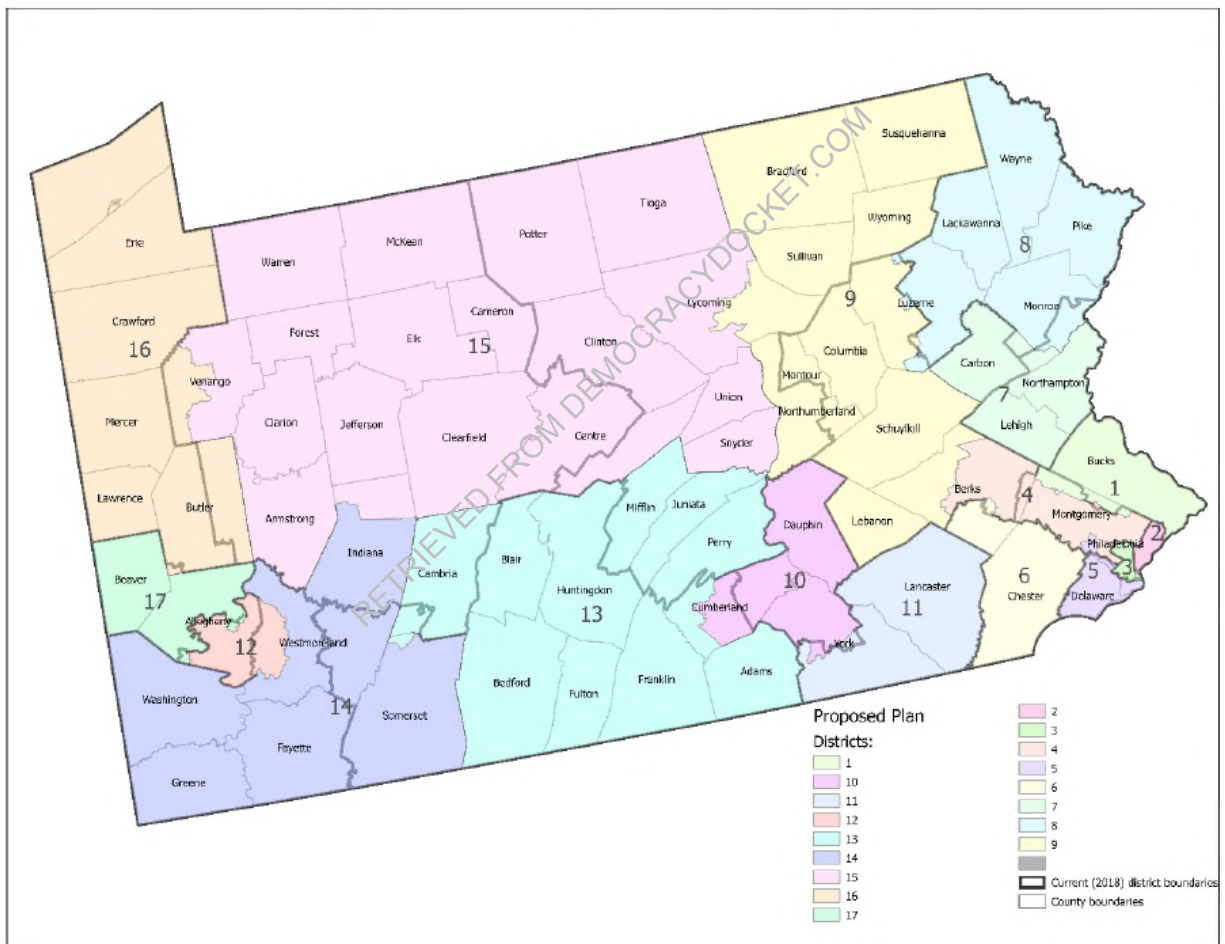 Susquehanna
Wayne
Bradford
Tioga
Wyoming
Lackawanna
Pike
Potter
8
McKean
Erie
Sullivan
Warren
9
Luzerne
Monroe
Lycoming
Cameron
Crawford
Forest
Elk
15
Clinton
16
Columbia
Carbon
Venango
Montour
Northampton
7
Union
Northumberland
Mercer
Clarion
Jefferson
Lehigh
Schuylkill
Clearfield
Centre
Snyder
Bucks
1
Berks
4
Lawrence
Butler
Mifflin
Juniata
Montgomery
Armstrong
Dauphin
Lebanon
2
Indiana
Perry
Philadelphia
Blair
3
5
Beaver
Cambria
10
Lancaster
6
Chester
Delaware
17
Huntingdon
Cumberland
11
Allegheny
13
12
Westmoreland
York
Adams
Franklin
Bedford
Fulton
Washington
14
Somerset
Fayette
Greene
RETRIEVED FROM DEMOCRACYDOCKET.COM
Proposed Plan
Districts:
1
10
11
12
13
14
15
16
17
2
3
4
5
6
7
8
9
Current (2018) district boundaries
County boundaries